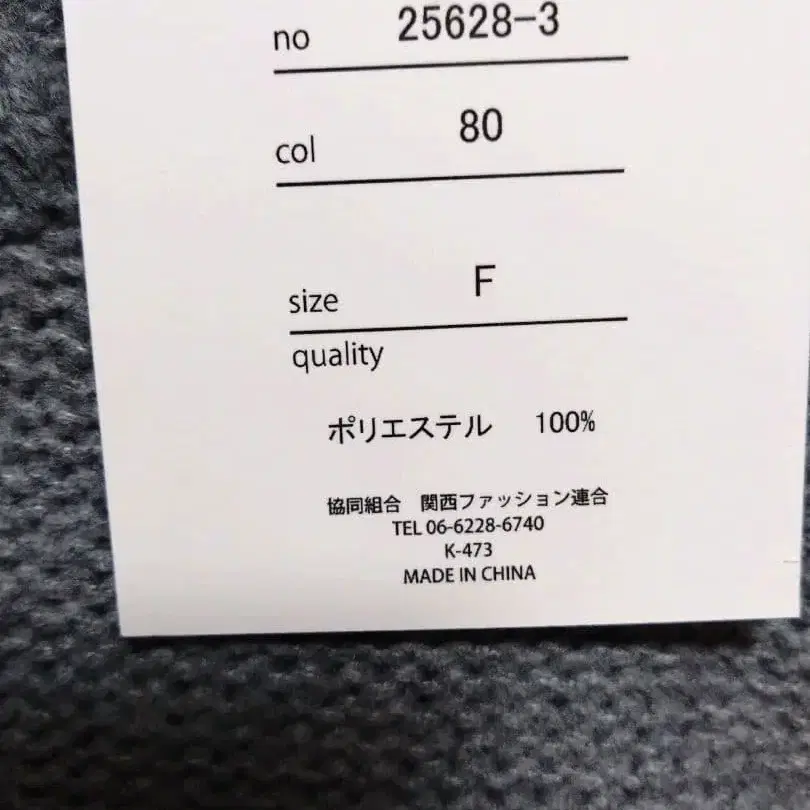 no 25628-3
col 80
size F
quality
ポリエステル 100%
協同組合 関西ファッション連合
TEL 06-6228-6740
K-473
MADE IN CHINA